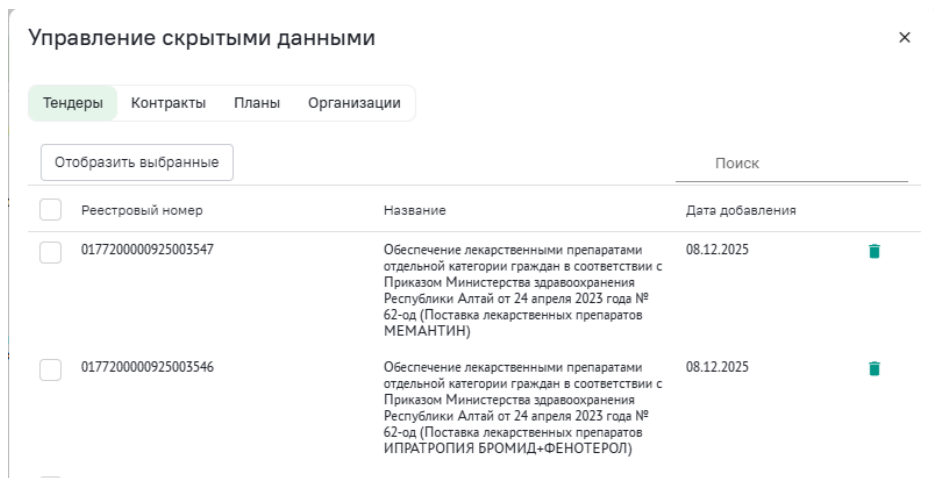 Управление скрытыми данными
Тендеры Контракты Планы Организации
Отобразить выбранные Поиск
Реестровый номер Название Дата добавления
0177200000925003547 Обеспечение лекарственными препаратами 08.12.2025
отдельной категории граждан в соответствии с
Приказом Министерства здравоохранения
Республики Алтай от 24 апреля 2023 года №
62-од (Поставка лекарственных препаратов
МЕМАНТИН)
0177200000925003546 Обеспечение лекарственными препаратами 08.12.2025
отдельной категории граждан в соответствии с
Приказом Министерства здравоохранения
Республики Алтай от 24 апреля 2023 года №
62-од (Поставка лекарственных препаратов
ИПРАТРОПИЯ БРОМИД+ФЕНОТЕРОЛ)